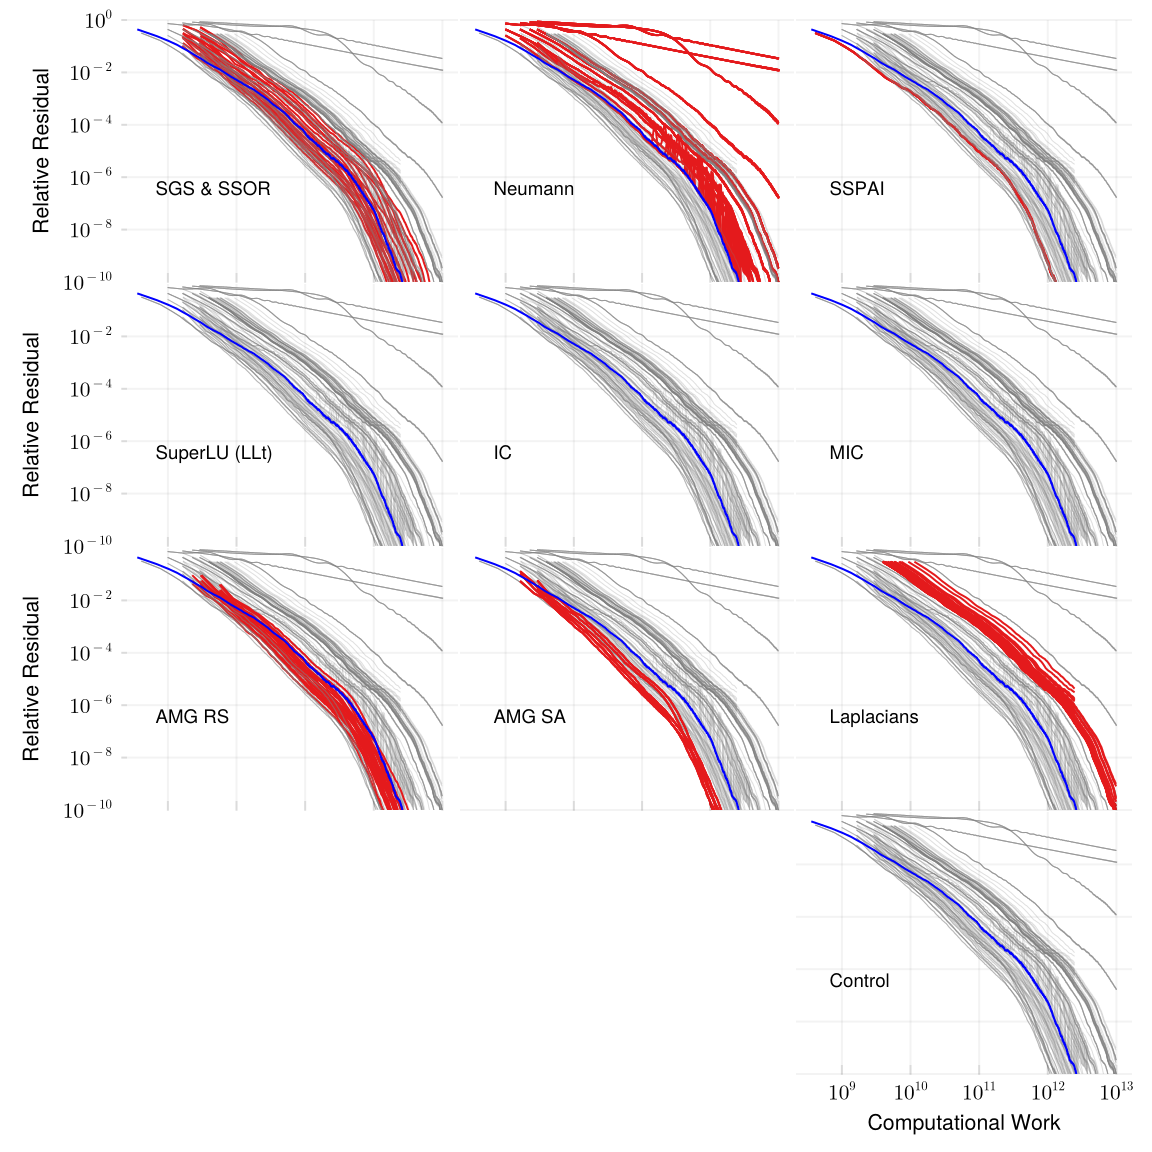 10^0
10^−2
10^−4
10^−6
10^−8
10^−10
Relative Residual
SGS & SSOR
Neumann
SSPAI
10^−2
10^−4
10^−6
10^−8
10^−10
Relative Residual
SuperLU (LLt)
IC
MIC
10^−2
10^−4
10^−6
10^−8
10^−10
Relative Residual
AMG RS
AMG SA
Laplacians
Control
10^9 10^10 10^11 10^12 10^13
Computational Work